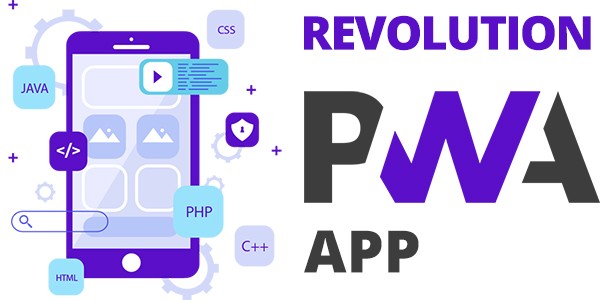 CSS
JAVA
</>
PHP
C++
HTML
REVOLUTION
PWA
APP